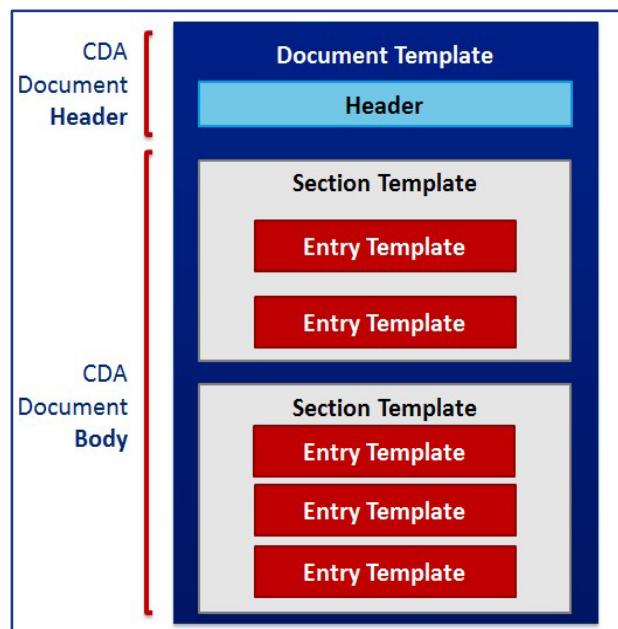 CDA
Document
Header
Document Template
Header
CDA
Document
Body
Section Template
Entry Template
Entry Template
Section Template
Entry Template
Entry Template
Entry Template